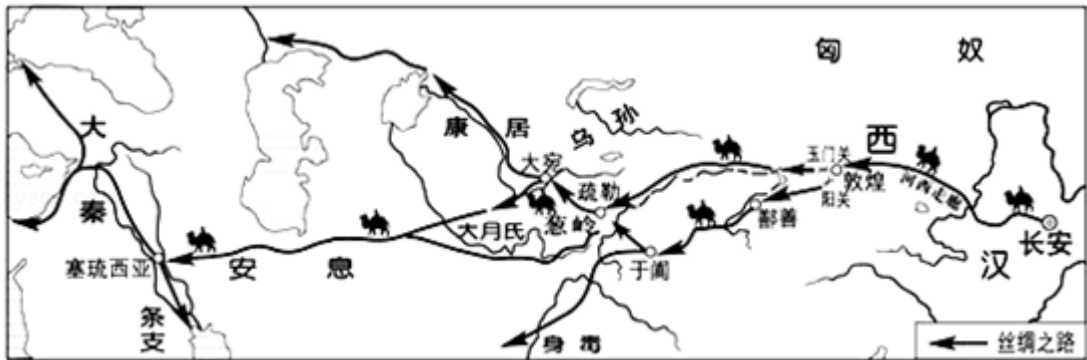 匈奴
西
玉门关
敦煌
阳关
河西走廊
长安
汉
鄯善
于阗
乌孙
疏勒
葱岭
大宛
康居
大月氏
身毒
安息
大秦
塞琉西亚
条支
丝绸之路